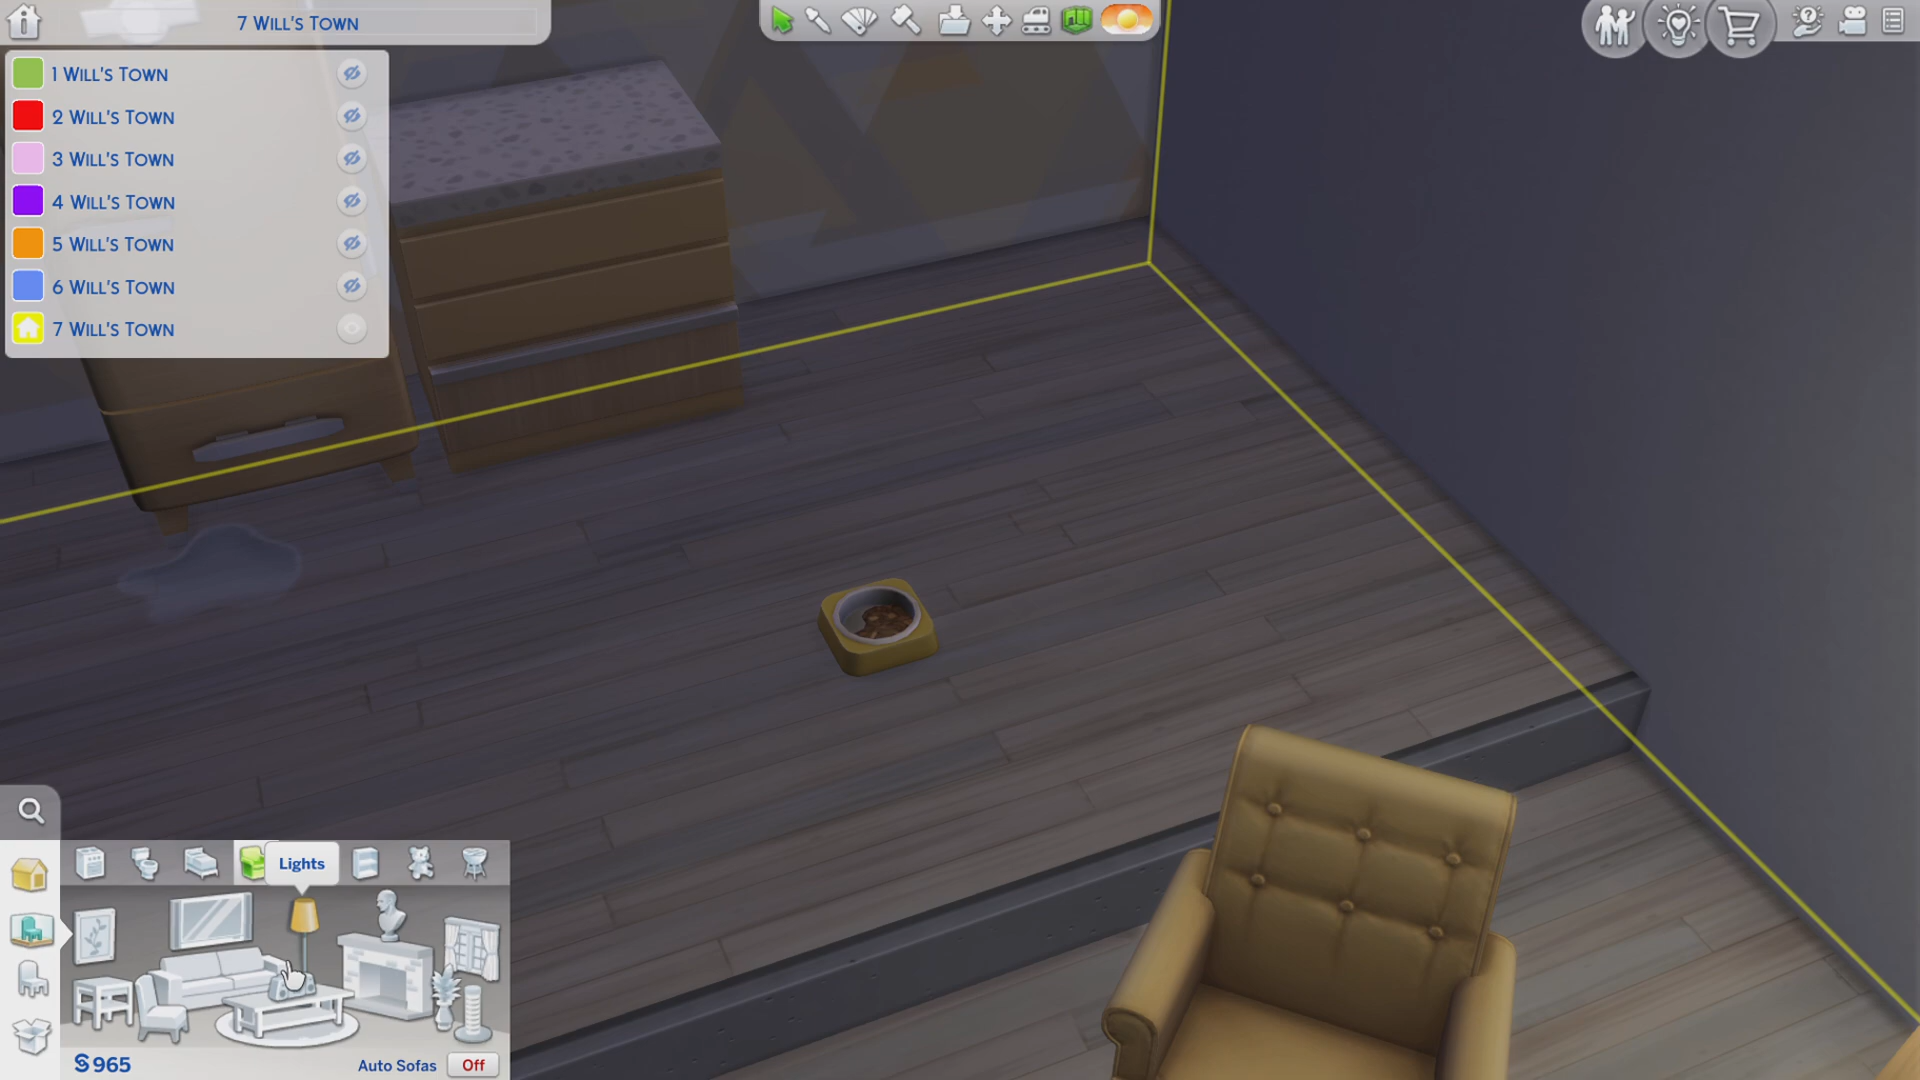 7 Will's Town
1 Will's Town
2 Will's Town
3 Will's Town
4 Will's Town
5 Will's Town
6 Will's Town
7 Will's Town
Lights
§965
Auto Sofas Off